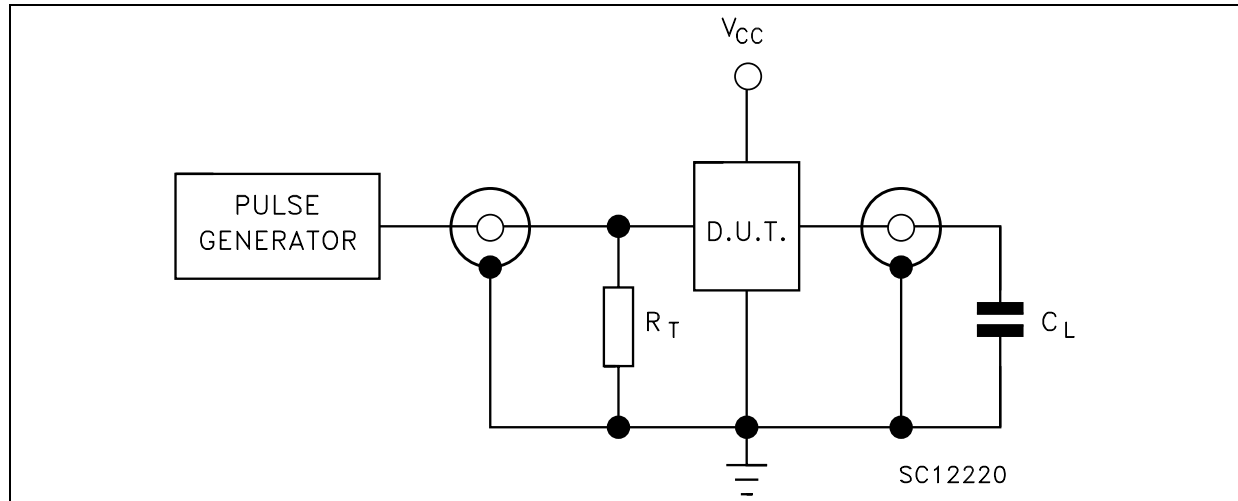 VCC
PULSE
GENERATOR
D.U.T.
RT
CL
SC12220